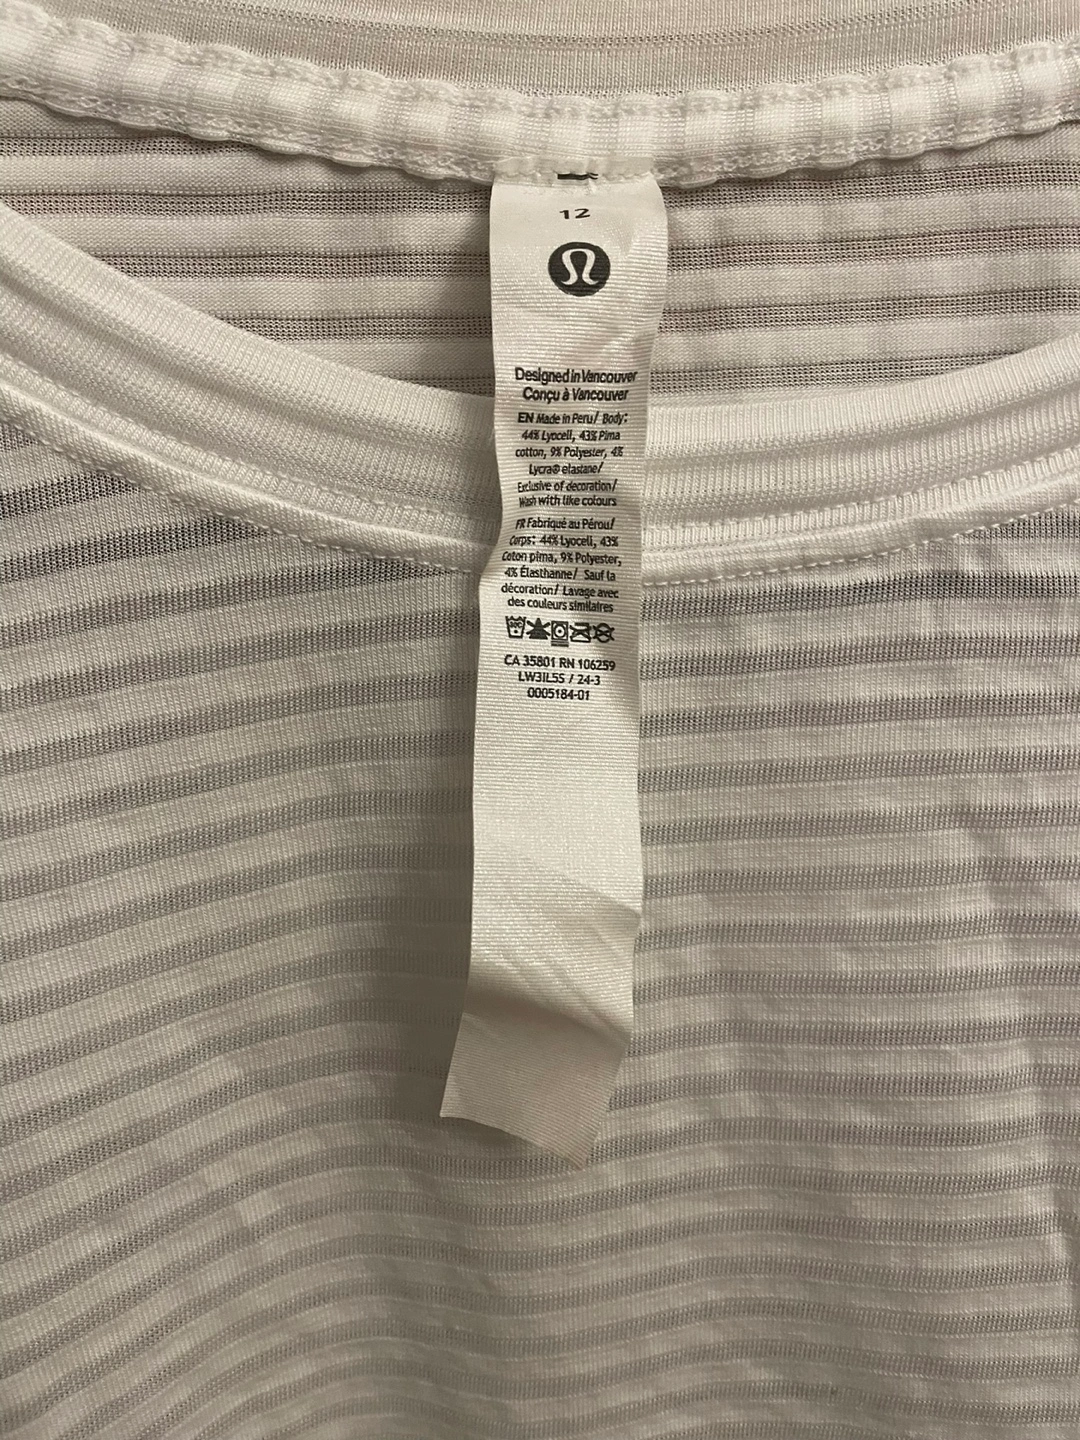 12
Designed in Vancouver
Conçu à Vancouver
EN Made in Peru/ Body:
44% Lyocell, 43% Pima
cotton, 9% Polyester, 4%
Lycra® elastane/
Exclusive of decoration/
Wash with like colours
FR Fabriqué au Pérou/
Corps: 44% Lyocell, 43%
Coton pima, 9% Polyester,
4% Élasthanne/ Sauf la
décoration/ Lavage avec
des couleurs similaires
CA 35801 RN 106259
LW3IL5S / 24-3
0005184-01